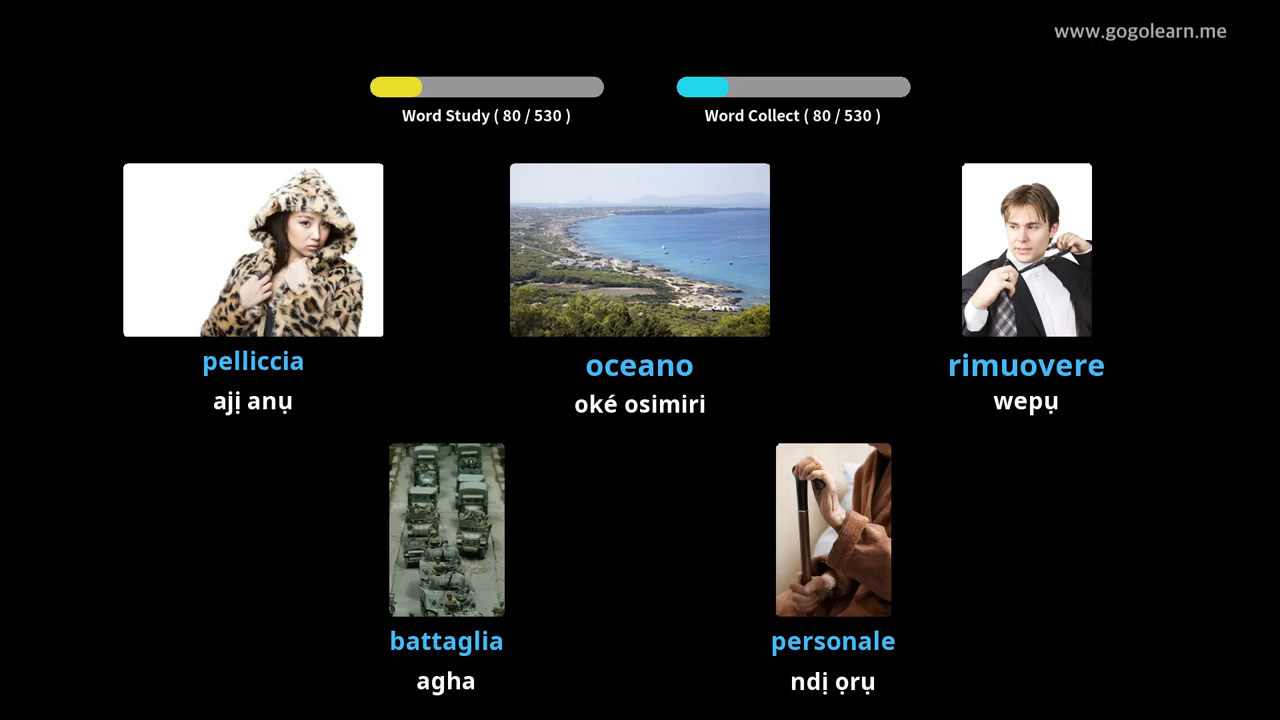 www.gogolearn.me
Word Study ( 80 / 530 )
Word Collect ( 80 / 530 )
pelliccia
ajị anụ
oceano
oké osimiri
rimuovere
wepụ
battaglia
agha
personale
ndị ọrụ